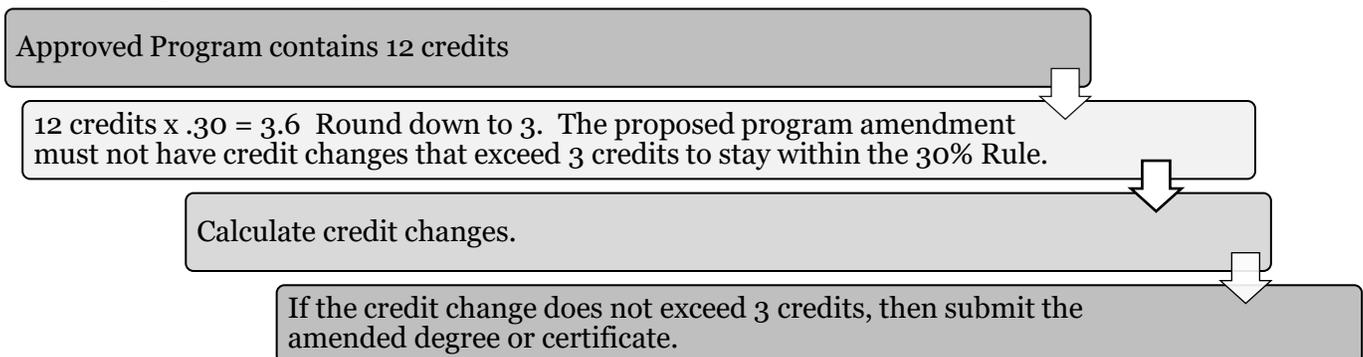 Approved Program contains 12 credits
12 credits x .30 = 3.6  Round down to 3.  The proposed program amendment
must not have credit changes that exceed 3 credits to stay within the 30% Rule.
Calculate credit changes.
If the credit change does not exceed 3 credits, then submit the
amended degree or certificate.